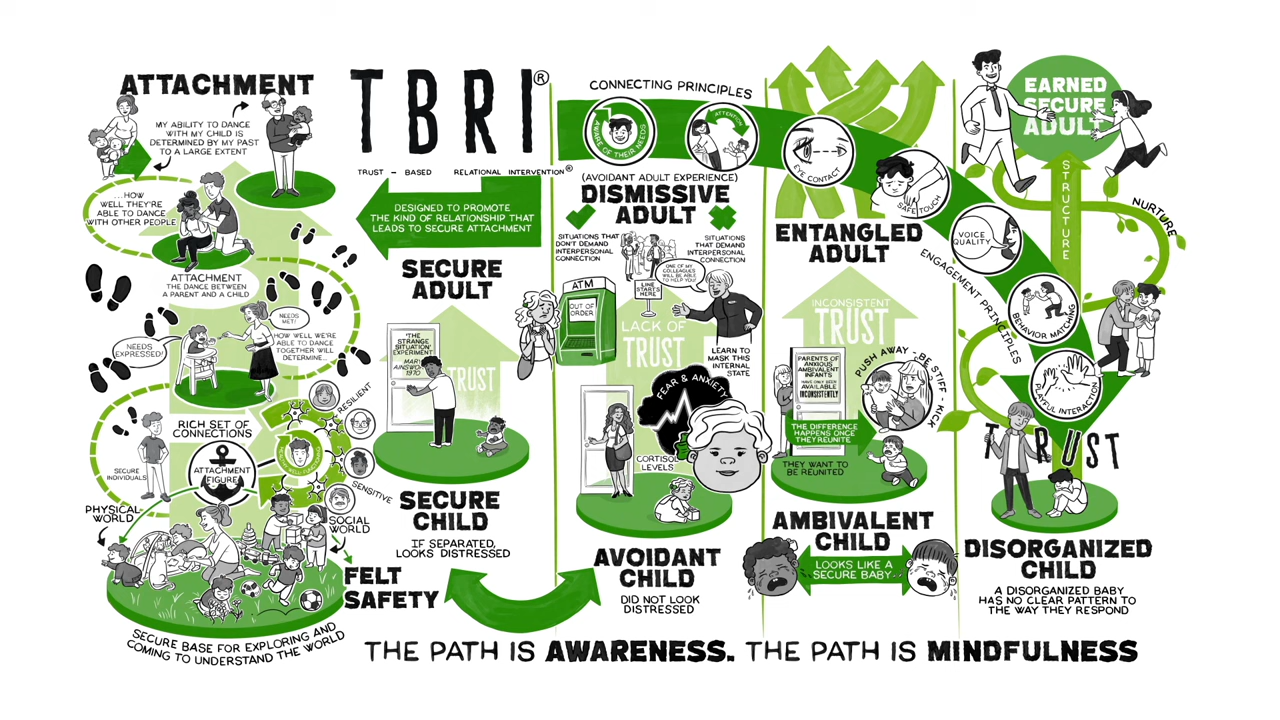 ATTACHMENT
MY ABILITY TO DANCE
WITH MY CHILD IS
DETERMINED BY MY PAST
TO A LARGE EXTENT
...HOW
WELL THEY'RE
ABLE TO DANCE
WITH OTHER PEOPLE
ATTACHMENT
THE DANCE BETWEEN
A PARENT AND A CHILD
NEEDS
MET!
NEEDS
EXPRESSED!
HOW WELL WE'RE
ABLE TO DANCE
TOGETHER WILL
DETERMINE...
RESILIENT
RICH SET OF
CONNECTIONS
SECURE
INDIVIDUALS
ATTACHMENT
FIGURE
SENSITIVE
PHYSICAL
WORLD
SOCIAL
WORLD
FELT
SAFETY
SECURE BASE FOR EXPLORING AND
COMING TO UNDERSTAND THE WORLD
TBRI®
TRUST – BASED RELATIONAL INTERVENTION®
DESIGNED TO PROMOTE
THE KIND OF RELATIONSHIP THAT
LEADS TO SECURE ATTACHMENT
SECURE
ADULT
"THE
STRANGE
SITUATION"
EXPERIMENT
MARY
AINSWORTH
1970
TRUST
SECURE
CHILD
IF SEPARATED,
LOOKS DISTRESSED
CONNECTING PRINCIPLES
AWARE OF THEIR NEEDS
ATTENTION
EYE CONTACT
SAFE TOUCH
ENGAGEMENT PRINCIPLES
VOICE
QUALITY
BEHAVIOR MATCHING
PLAYFUL INTERACTION
(AVOIDANT ADULT EXPERIENCE)
DISMISSIVE
ADULT
SITUATIONS THAT
DON'T DEMAND
INTERPERSONAL
CONNECTION
SITUATIONS
THAT DEMAND
INTERPERSONAL
CONNECTION
ONE OF MY
COLLEAGUES
WILL BE ABLE
TO HELP YOU!
LINE
STARTS
HERE
ATM
OUT OF
ORDER!
LACK OF
TRUST
LEARN TO
MASK THIS
INTERNAL
STATE
FEAR & ANXIETY
CORTISOL
LEVELS
AVOIDANT
CHILD
DID NOT LOOK
DISTRESSED
ENTANGLED
ADULT
INCONSISTENT
TRUST
PARENTS OF
ANXIOUS
AMBIVALENT
INFANTS
HAVE ONLY BEEN
AVAILABLE
INCONSISTENTLY
PUSH AWAY - BE STIFF - KICK
THE DIFFERENCE
HAPPENS ONCE
THEY REUNITE
THEY WANT TO
BE REUNITED
AMBIVALENT
CHILD
LOOKS LIKE A
SECURE BABY...
EARNED
SECURE
ADULT
STRUCTURE
NURTURE
TRUST
DISORGANIZED
CHILD
A DISORGANIZED BABY
HAS NO CLEAR PATTERN TO
THE WAY THEY RESPOND
THE PATH IS AWARENESS. THE PATH IS MINDFULNESS